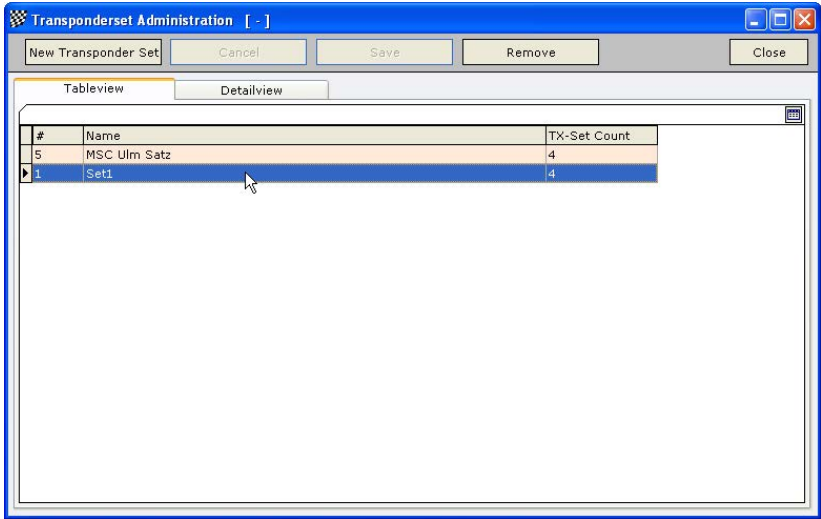 Transponderset Administration [ - ]
New Transponder Set Cancel Save Remove Close
Tableview Detailview
# Name TX-Set Count
5 MSC Ulm Satz 4
1 Set1 4